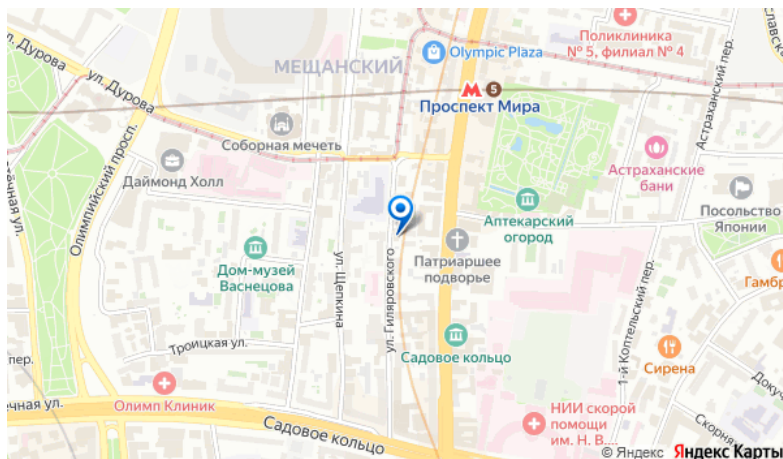 ул. Дурова
ул. Дурова
МЕЩАНСКИЙ
Olympic Plaza
Поликлиника
№ 5, филиал № 4
5
Проспект Мира
Соборная мечеть
Даймонд Холл
Олимпийский просп.
Астраханский пер.
Астраханские
бани
Аптекарский
огород
Посольство
Японии
Патриаршее
подворье
Дом-музей
Васнецова
ул. Щепкина
ул. Гиляровского
Троицкая ул.
Садовое кольцо
1-й Коптельский пер.
Сирена
пер.
Олимп Клиник
Садовое кольцо
НИИ скорой
помощи
им. Н. В....
© Яндекс Яндекс Карты